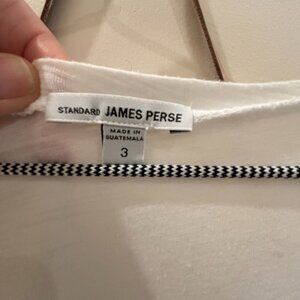 STANDARD JAMES PERSE
MADE IN
GUATEMALA
3